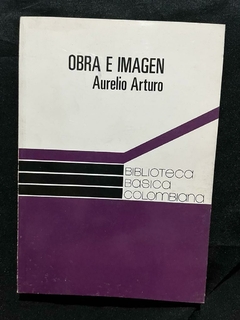 OBRA E IMAGEN
Aurelio Arturo
BIBLIOTECA
BASICA
COLOMBIANA